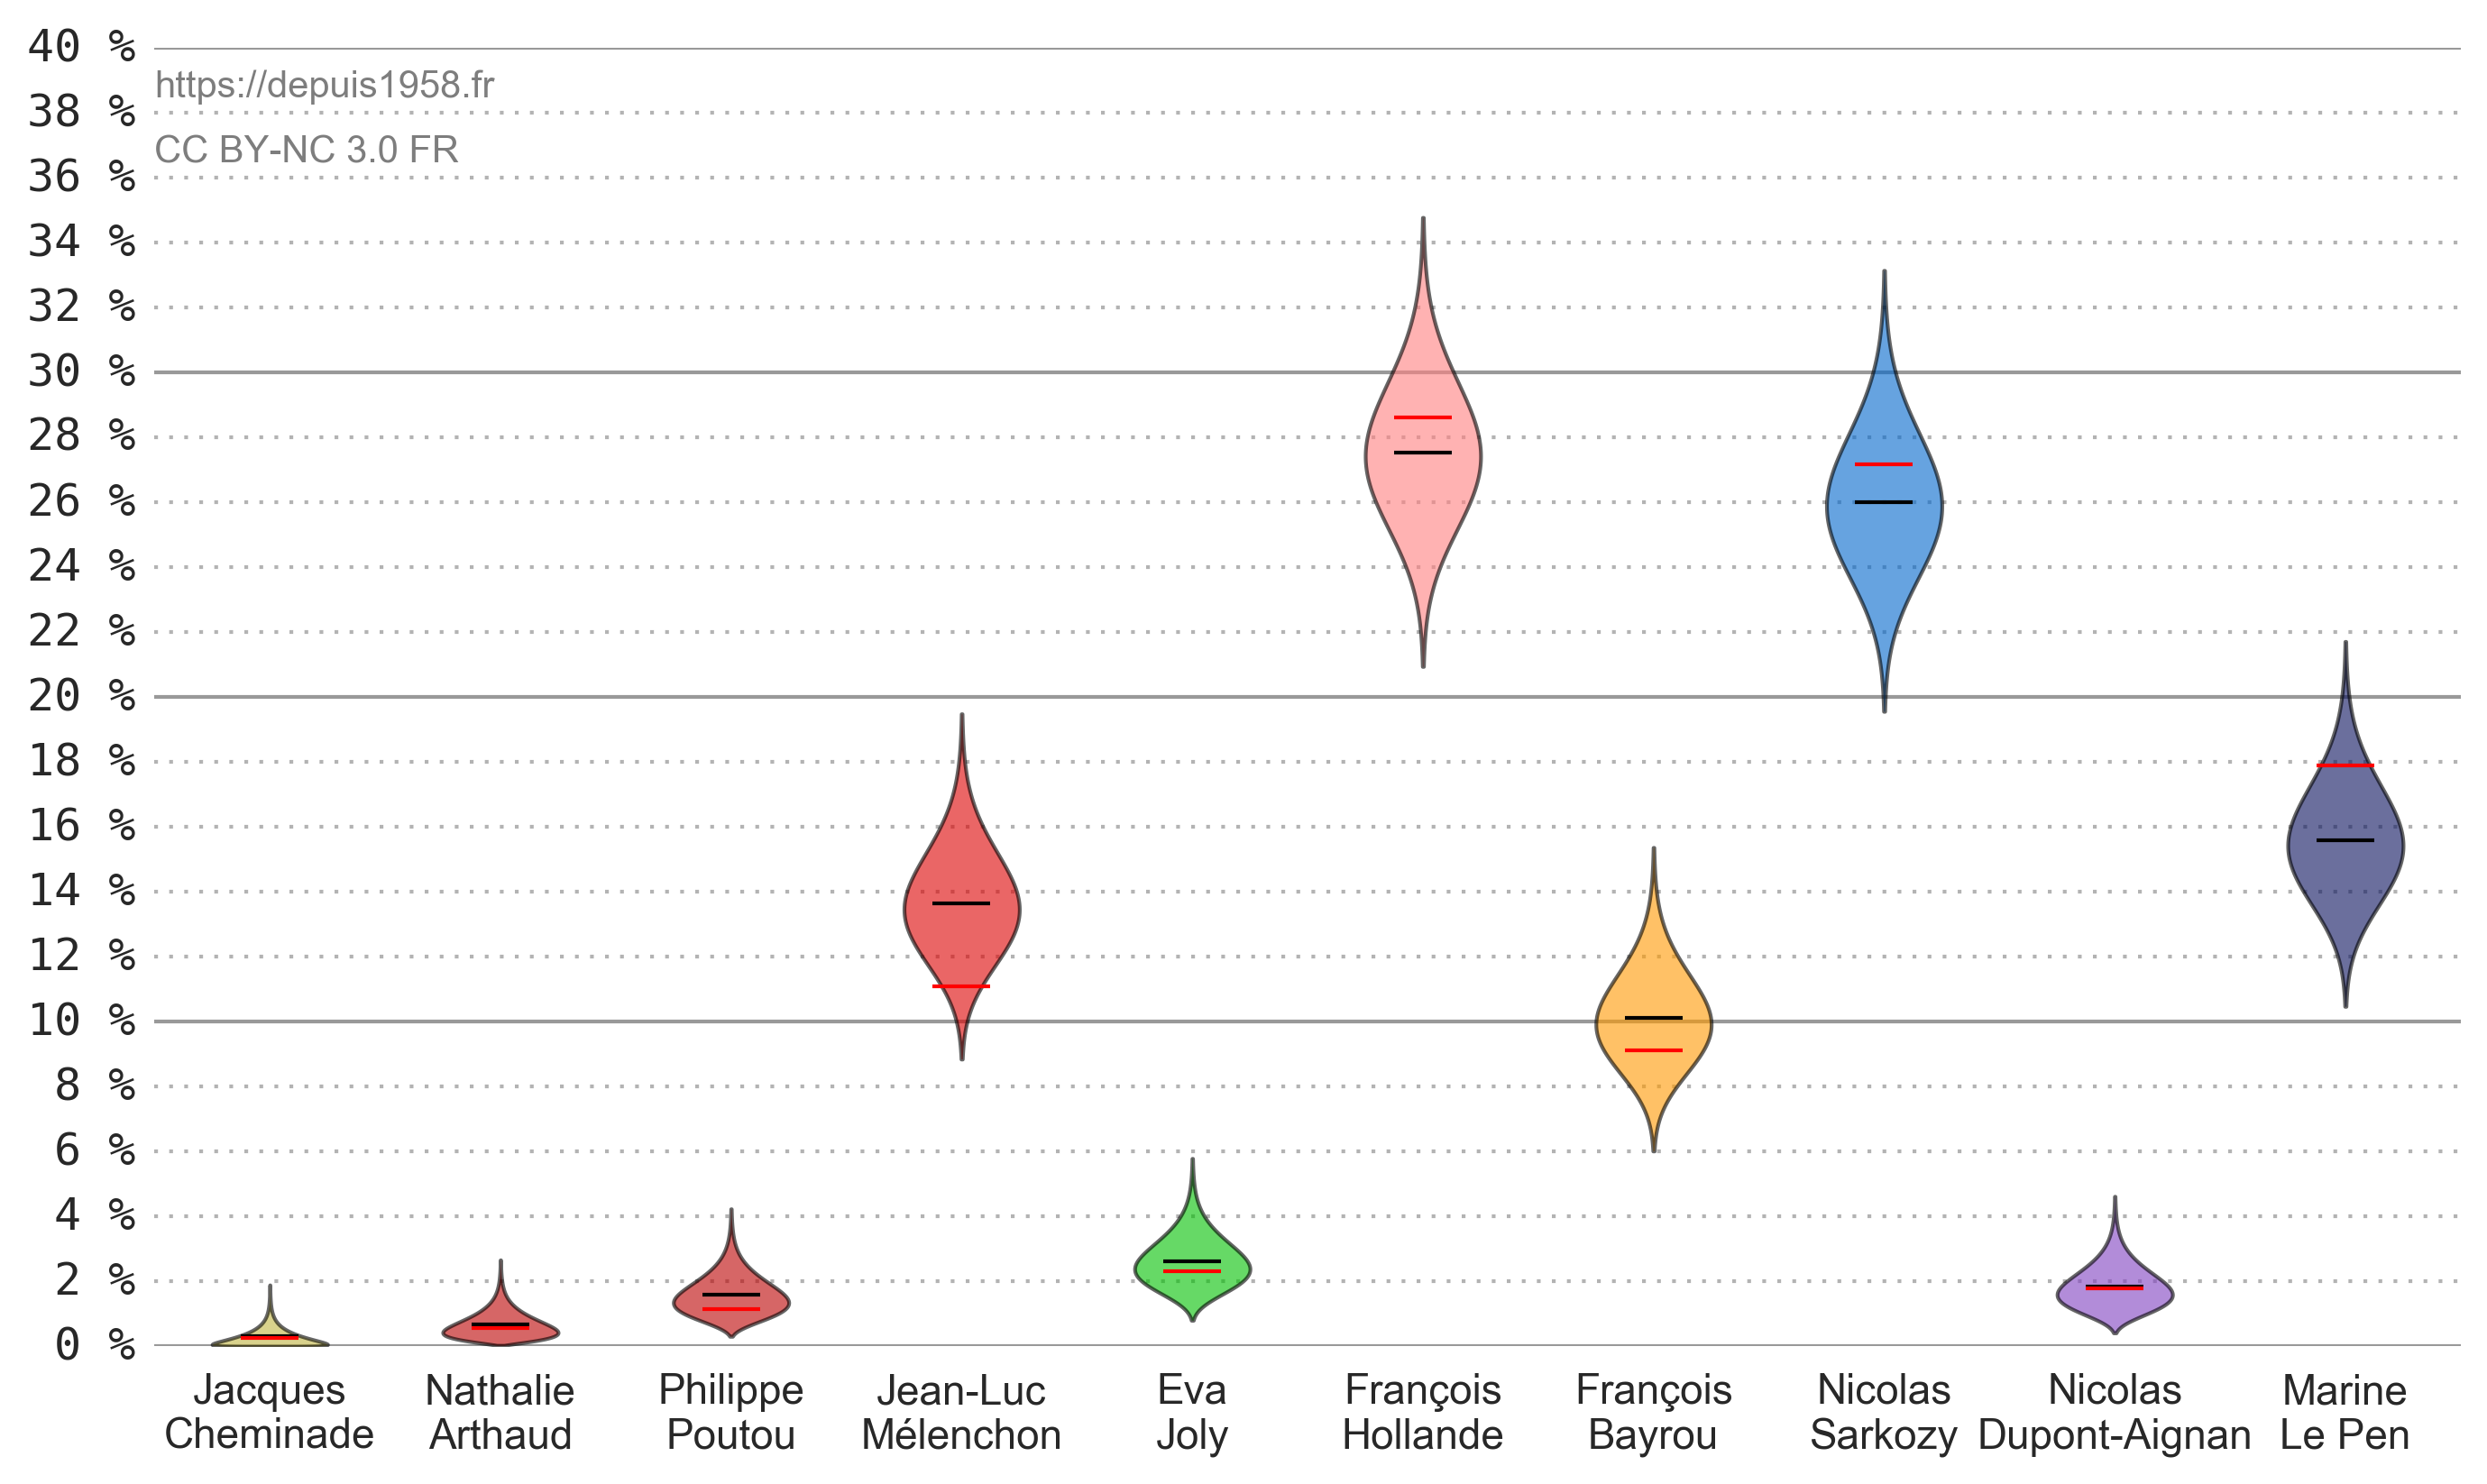 40 %
https://depuis1958.fr
38 %
CC BY-NC 3.0 FR
36 %
34 %
32 %
30 %
28 %
26 %
24 %
22 %
20 %
18 %
16 %
14 %
12 %
10 %
8 %
6 %
4 %
2 %
0 %
Jacques
Cheminade
Nathalie
Arthaud
Philippe
Poutou
Jean-Luc
Mélenchon
Eva
Joly
François
Hollande
François
Bayrou
Nicolas
Sarkozy
Nicolas
Dupont-Aignan
Marine
Le Pen